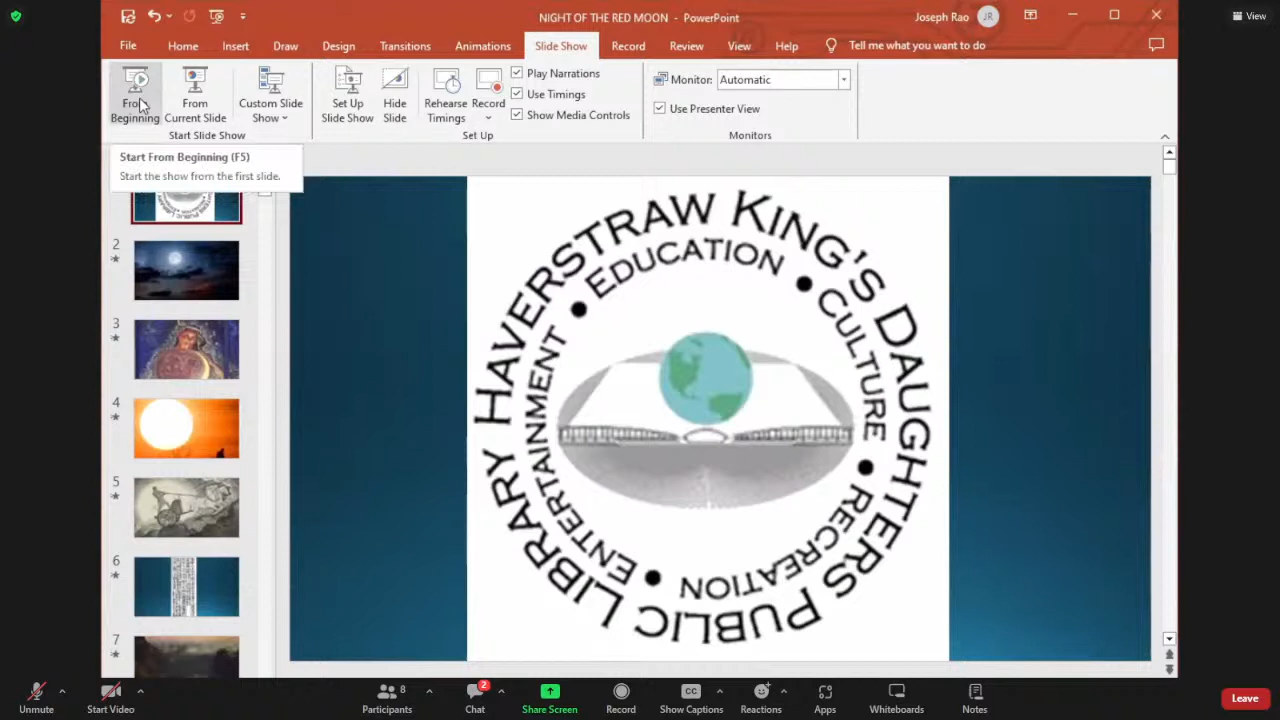 NIGHT OF THE RED MOON - PowerPoint
Joseph Rao
JR
View
File
Home
Insert
Draw
Design
Transitions
Animations
Slide Show
Record
Review
View
Help
Tell me what you want to do
From
Beginning
From
Current Slide
Custom Slide
Show
Start Slide Show
Set Up
Slide Show
Hide
Slide
Rehearse
Timings
Record
Play Narrations
Use Timings
Show Media Controls
Set Up
Monitor: Automatic
Use Presenter View
Monitors
Start From Beginning (F5)
Start the show from the first slide.
2
3
4
5
6
7
HAVERSTRAW KING'S DAUGHTERS PUBLIC LIBRARY
EDUCATION • CULTURE • RECREATION • ENTERTAINMENT •
Unmute
Start Video
8
Participants
2
Chat
Share Screen
Record
CC
Show Captions
Reactions
Apps
Whiteboards
Notes
Leave